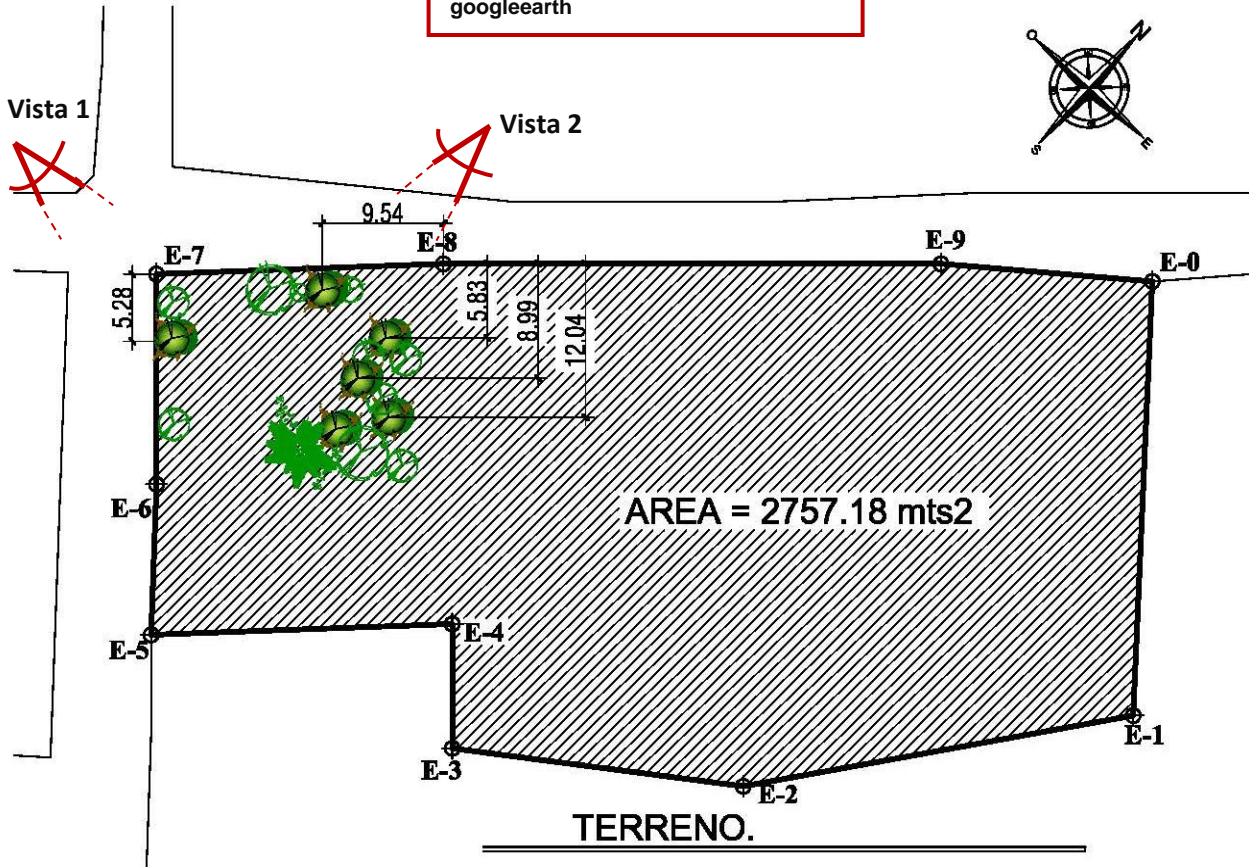 googleearth
O
N
S
E
Vista 1
Vista 2
9.54
E-7
E-8
E-9
E-0
5.28
5.83
8.99
12.04
E-6
AREA = 2757.18 mts2
E-5
E-4
E-3
E-2
E-1
TERRENO.